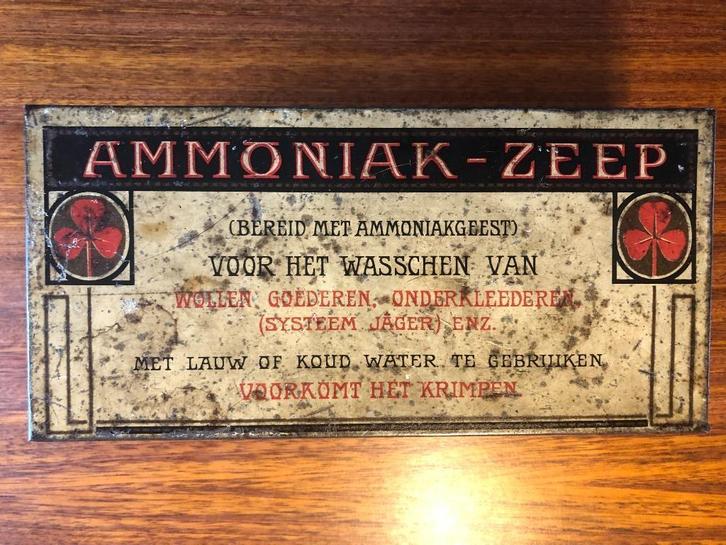 AMMONIAK-ZEEP
(BEREID MET AMMONIAKGEEST)
VOOR HET WASSCHEN VAN
WOLLEN GOEDEREN, ONDERKLEEDEREN,
(SYSTEEM JÄGER) ENZ.
MET LAUW OF KOUD WATER TE GEBRUIKEN,
VOORKOMT HET KRIMPEN.